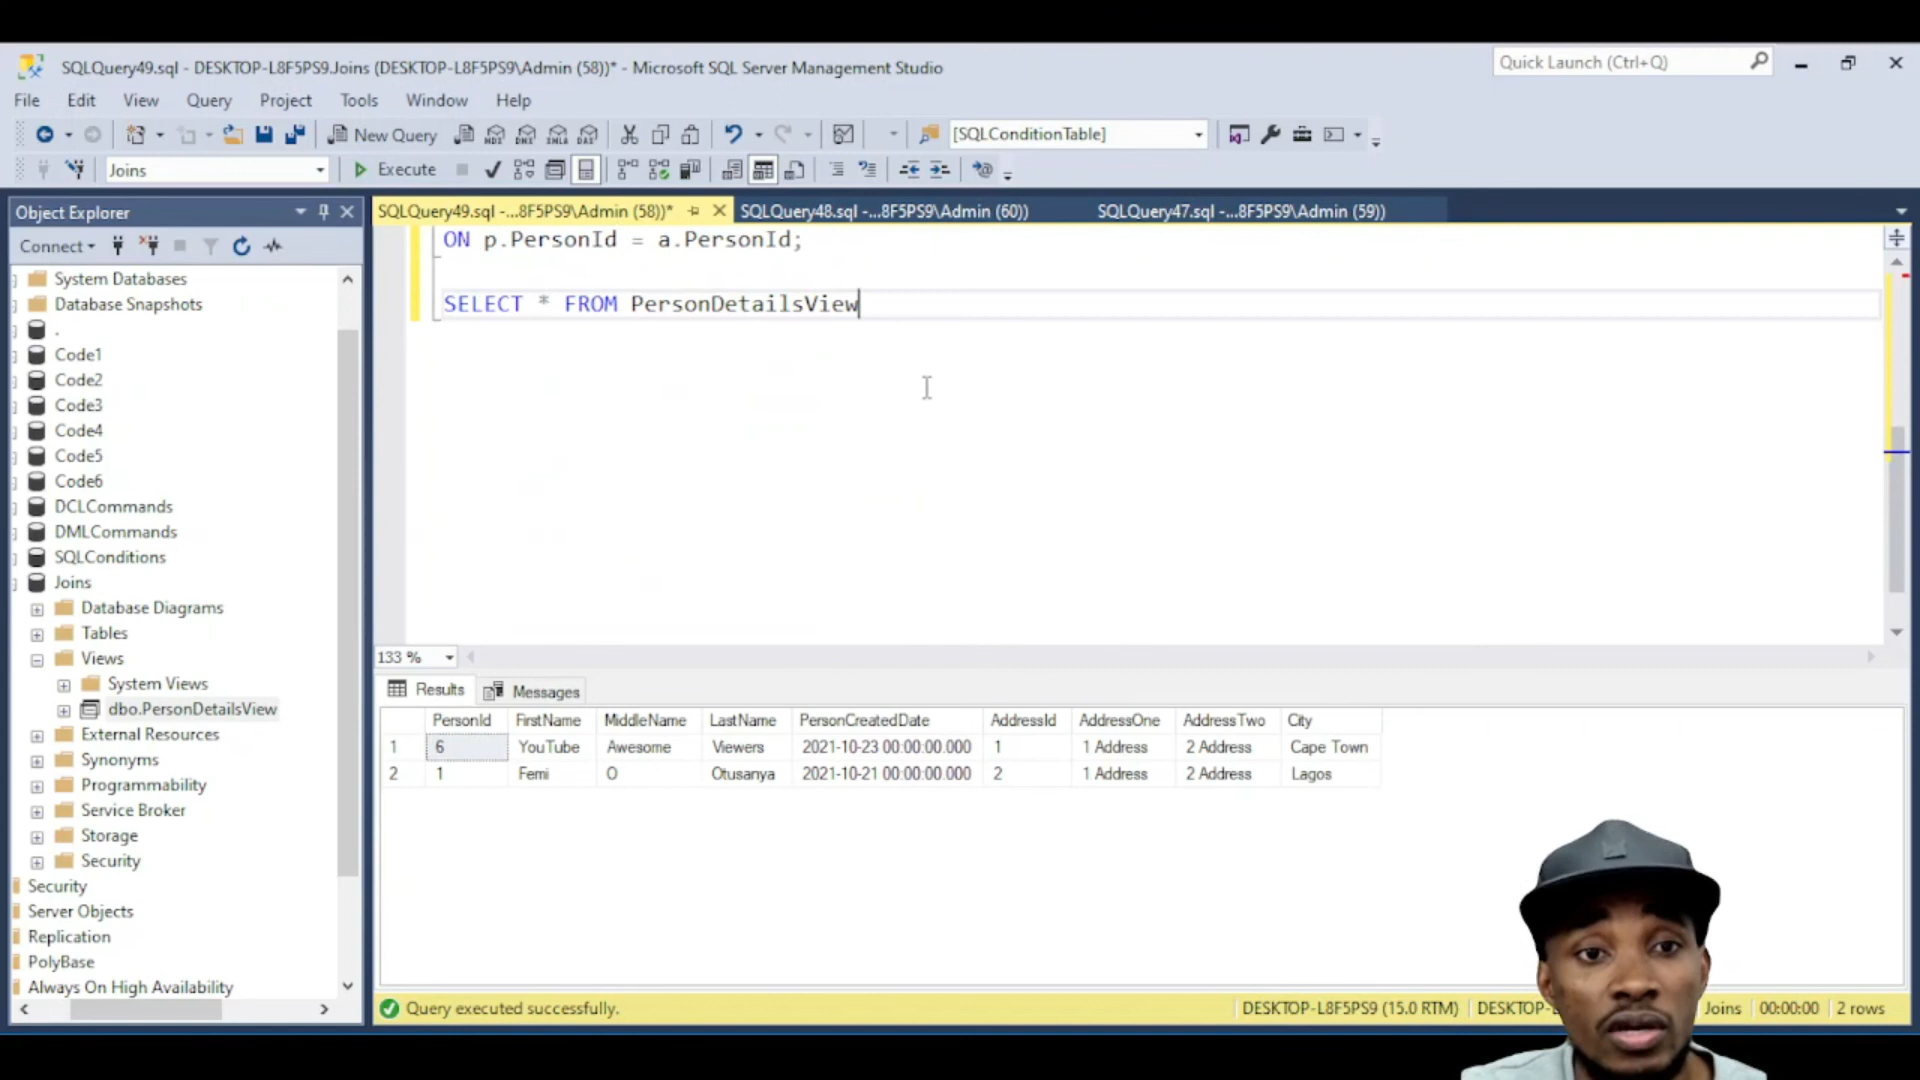 SQLQuery49.sql - DESKTOP-L8F5PS9.Joins (DESKTOP-L8F5PS9\Admin (58))* - Microsoft SQL Server Management Studio
Quick Launch (Ctrl+Q)
File Edit View Query Project Tools Window Help
New Query
[SQLConditionTable]
Joins
Execute
Object Explorer
SQLQuery49.sql -...8F5PS9\Admin (58))*
SQLQuery48.sql -...8F5PS9\Admin (60))
SQLQuery47.sql -...8F5PS9\Admin (59))
Connect
System Databases
Database Snapshots
.
Code1
Code2
Code3
Code4
Code5
Code6
DCLCommands
DMLCommands
SQLConditions
Joins
Database Diagrams
Tables
Views
System Views
dbo.PersonDetailsView
External Resources
Synonyms
Programmability
Service Broker
Storage
Security
Security
Server Objects
Replication
PolyBase
Always On High Availability
ON p.PersonId = a.PersonId;
SELECT * FROM PersonDetailsView
133 %
Results Messages
PersonId FirstName MiddleName LastName PersonCreatedDate AddressId AddressOne AddressTwo City
1 6 YouTube Awesome Viewers 2021-10-23 00:00:00.000 1 1 Address 2 Address Cape Town
2 1 Femi O Otusanya 2021-10-21 00:00:00.000 2 1 Address 2 Address Lagos
Query executed successfully. DESKTOP-L8F5PS9 (15.0 RTM) DESKTOP-L Joins 00:00:00 2 rows